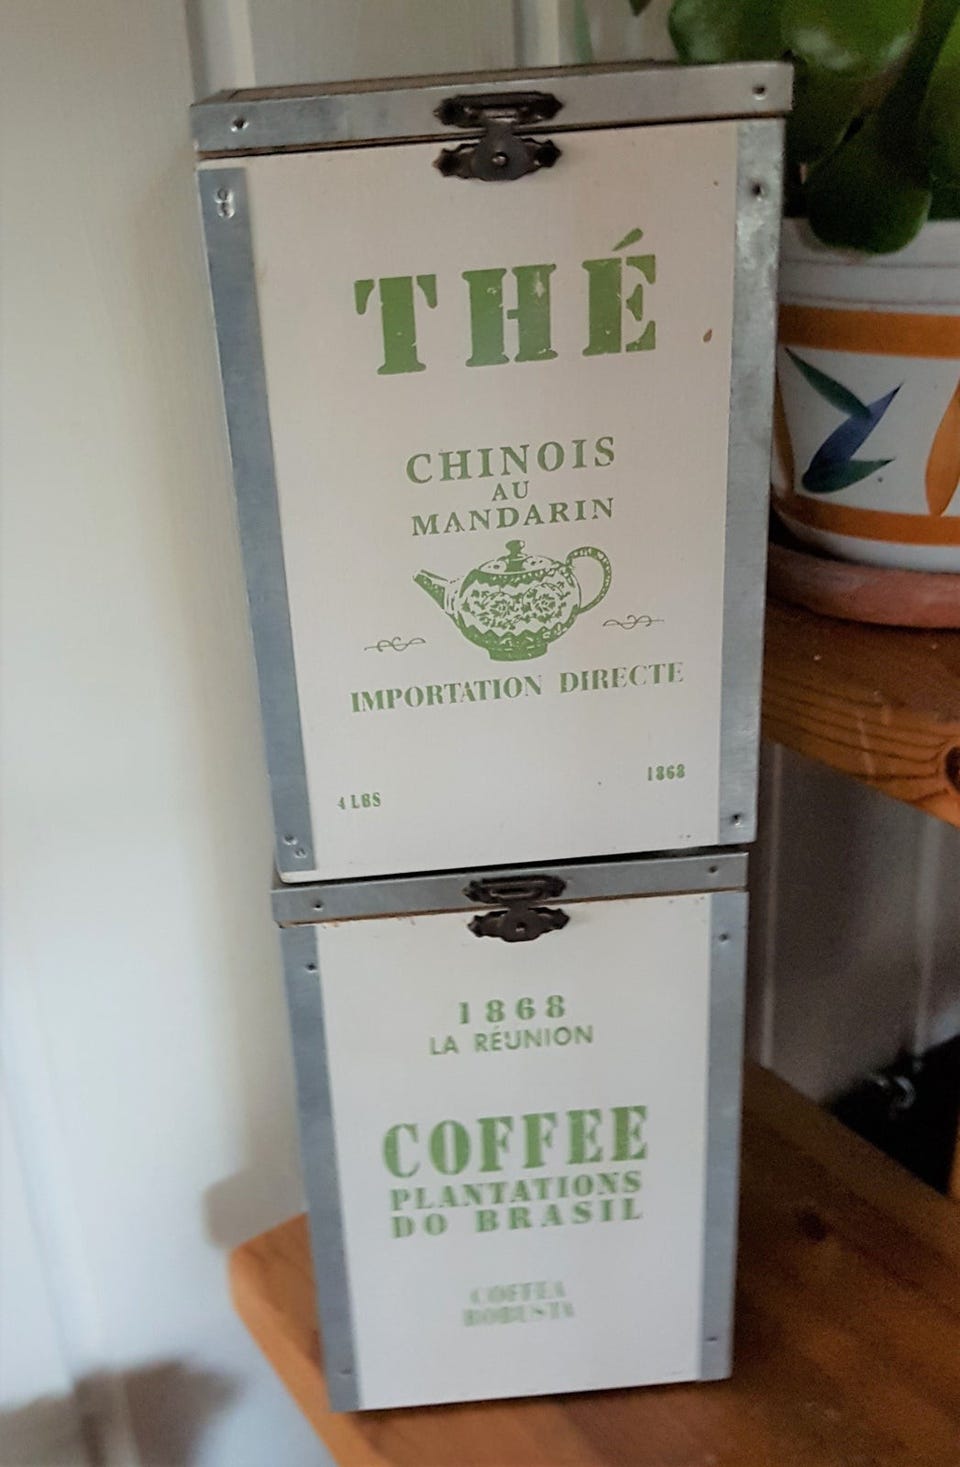 THÉ
CHINOIS
AU
MANDARIN
IMPORTATION DIRECTE
4 LBS
1868
1868
LA RÉUNION
COFFEE
PLANTATIONS
DO BRASIL
COFFEA
ROBUSTA